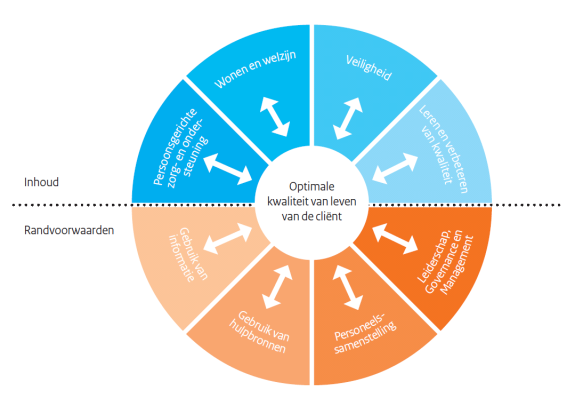 Wonen en welzijn
Veiligheid
Persoonsgerichte
zorg- en onder-
steuning
Leren en verbeteren
van kwaliteit
Inhoud
Optimale
kwaliteit van leven
van de cliënt
Randvoorwaarden
Gebruik van
informatie
Leiderschap,
Governance en
Management
Gebruik van
hulpbronnen
Personeels-
samenstelling